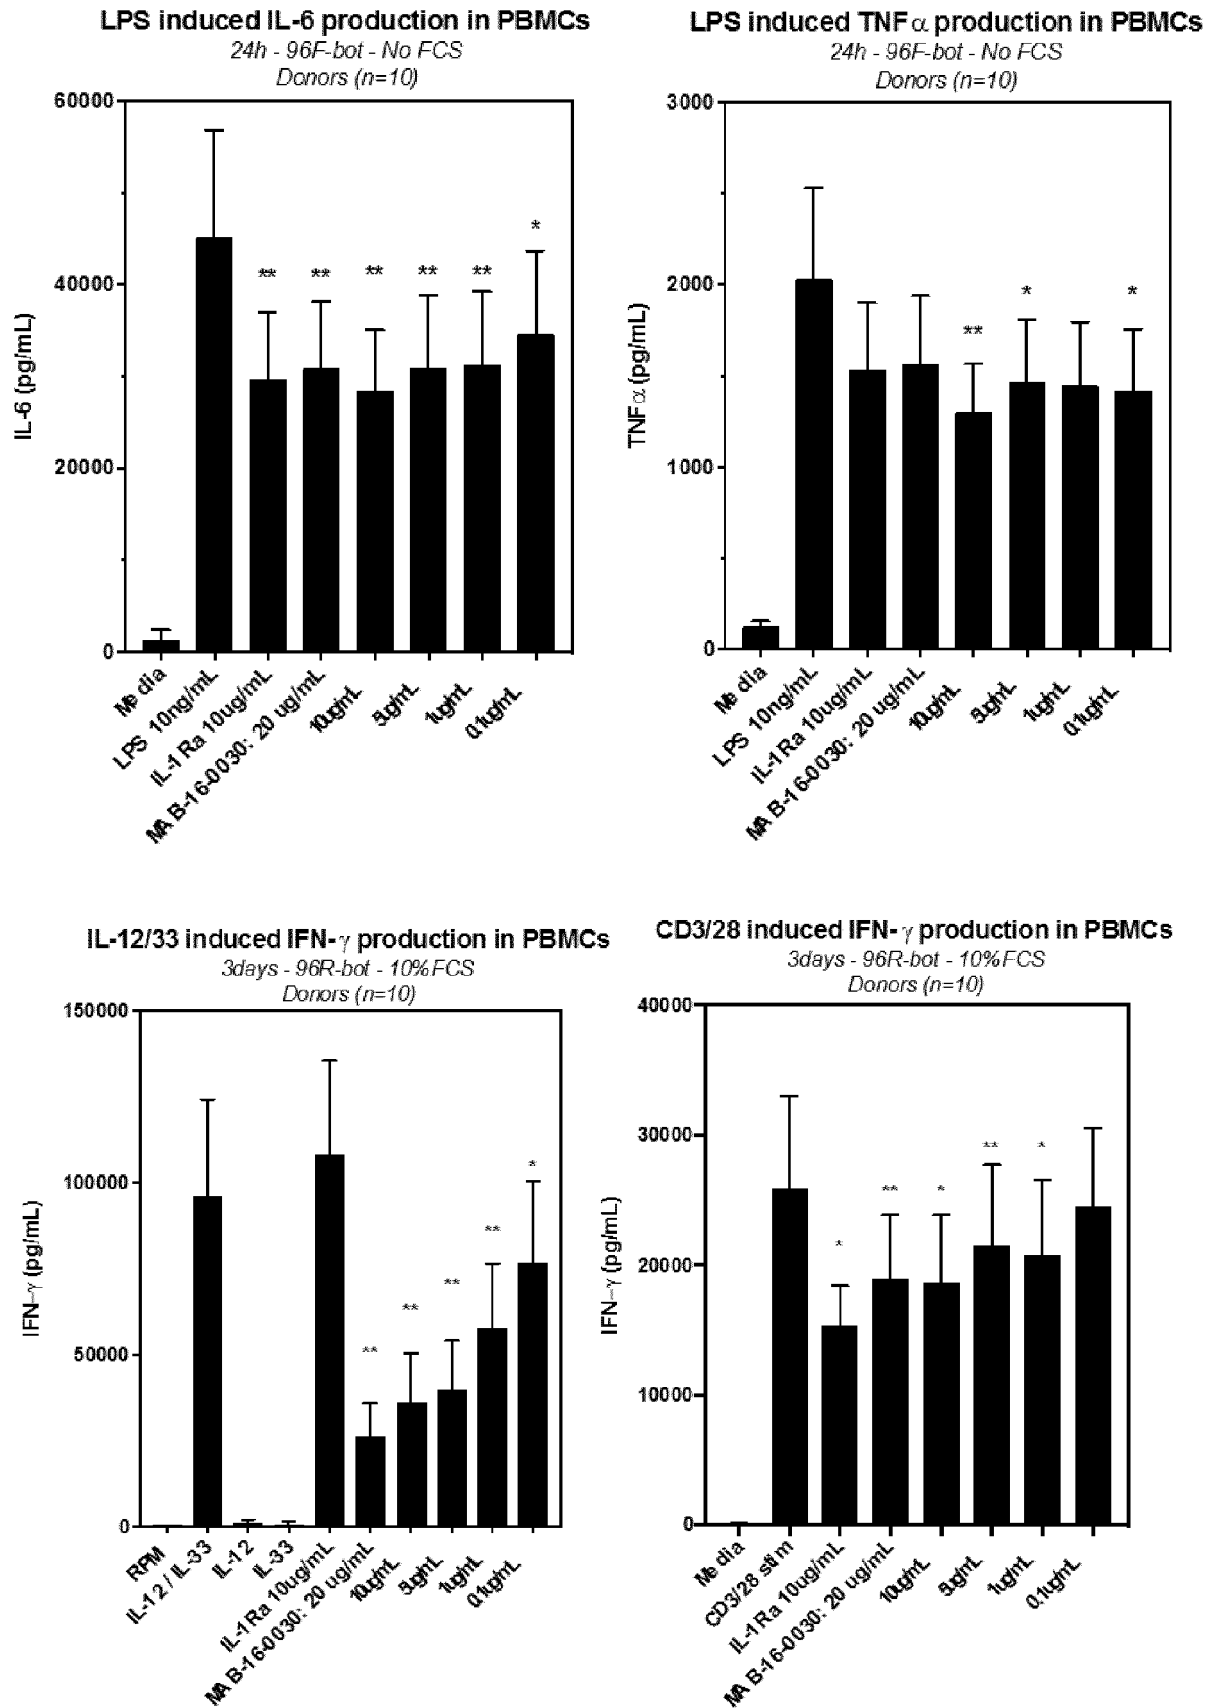 LPS induced IL-6 production in PBMCs
24h - 96F-bot - No FCS
Donors (n=10)
60000
40000
20000
0
IL-6 (pg/mL)
**
**
**
**
**
*
Media
LPS 10ng/mL
IL-1Ra 10ug/mL
MAB-16-0030: 20 ug/mL
10ug/mL
5ug/mL
1ug/mL
0.1ug/mL
LPS induced TNFα production in PBMCs
24h - 96F-bot - No FCS
Donors (n=10)
3000
2000
1000
0
TNFα (pg/mL)
**
*
*
Media
LPS 10ng/mL
IL-1Ra 10ug/mL
MAB-16-0030: 20 ug/mL
10ug/mL
5ug/mL
1ug/mL
0.1ug/mL
IL-12/33 induced IFN-γ production in PBMCs
3days - 96R-bot - 10%FCS
Donors (n=10)
150000
100000
50000
0
IFN-γ (pg/mL)
**
**
**
**
*
RPM
IL-12 / IL-33
IL-12
IL-33
IL-1Ra 10ug/mL
MAB-16-0030: 20 ug/mL
10ug/mL
5ug/mL
1ug/mL
0.1ug/mL
CD3/28 induced IFN-γ production in PBMCs
3days - 96R-bot - 10%FCS
Donors (n=10)
40000
30000
20000
10000
0
IFN-γ (pg/mL)
*
**
*
**
*
Media
CD3/28 stim
IL-1Ra 10ug/mL
MAB-16-0030: 20 ug/mL
10ug/mL
5ug/mL
1ug/mL
0.1ug/mL